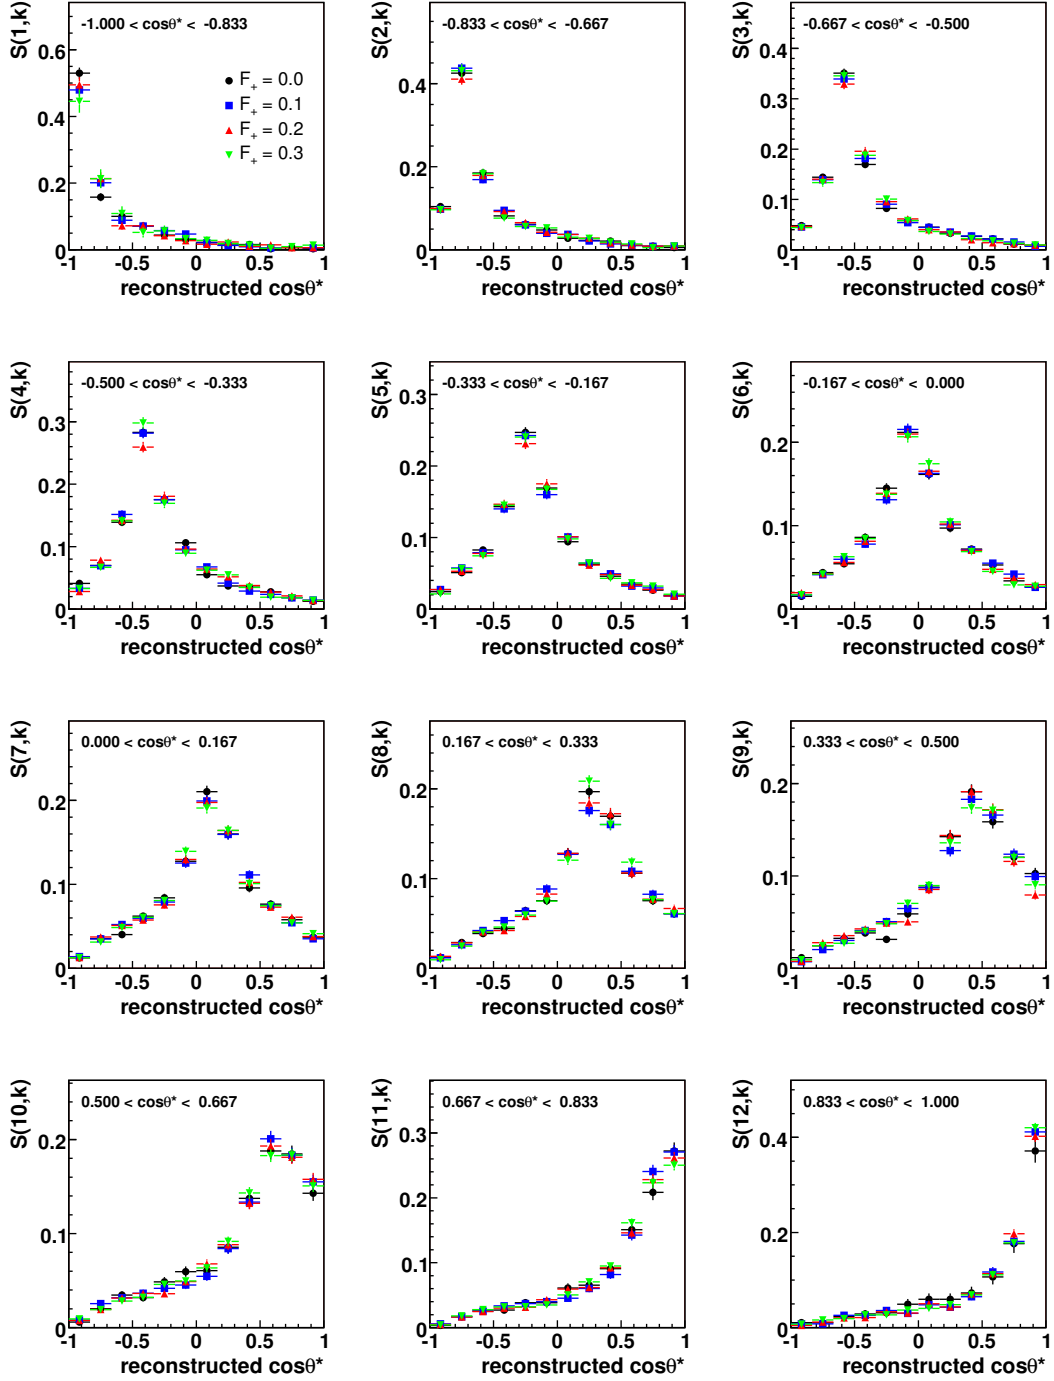 S(1,k)
-1.000 < cosθ* < -0.833
0.6
0.4
0.2
0
F+ = 0.0
F+ = 0.1
F+ = 0.2
F+ = 0.3
-1 -0.5 0 0.5 1
reconstructed cosθ*
S(2,k)
-0.833 < cosθ* < -0.667
0.4
0.2
0
-1 -0.5 0 0.5 1
reconstructed cosθ*
S(3,k)
-0.667 < cosθ* < -0.500
0.4
0.3
0.2
0.1
0
-1 -0.5 0 0.5 1
reconstructed cosθ*
S(4,k)
-0.500 < cosθ* < -0.333
0.3
0.2
0.1
0
-1 -0.5 0 0.5 1
reconstructed cosθ*
S(5,k)
-0.333 < cosθ* < -0.167
0.3
0.2
0.1
0
-1 -0.5 0 0.5 1
reconstructed cosθ*
S(6,k)
-0.167 < cosθ* < 0.000
0.2
0.1
0
-1 -0.5 0 0.5 1
reconstructed cosθ*
S(7,k)
0.000 < cosθ* < 0.167
0.2
0.1
0
-1 -0.5 0 0.5 1
reconstructed cosθ*
S(8,k)
0.167 < cosθ* < 0.333
0.2
0.1
0
-1 -0.5 0 0.5 1
reconstructed cosθ*
S(9,k)
0.333 < cosθ* < 0.500
0.2
0.1
0
-1 -0.5 0 0.5 1
reconstructed cosθ*
S(10,k)
0.500 < cosθ* < 0.667
0.2
0.1
0
-1 -0.5 0 0.5 1
reconstructed cosθ*
S(11,k)
0.667 < cosθ* < 0.833
0.3
0.2
0.1
0
-1 -0.5 0 0.5 1
reconstructed cosθ*
S(12,k)
0.833 < cosθ* < 1.000
0.4
0.2
0
-1 -0.5 0 0.5 1
reconstructed cosθ*